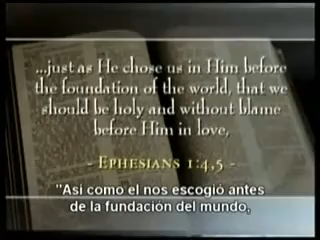 ...just as He chose us in Him before
the foundation of the world, that we
should be holy and without blame
before Him in love,
- Ephesians 1:4,5 -
"Así como el nos escogió antes
de la fundación del mundo,